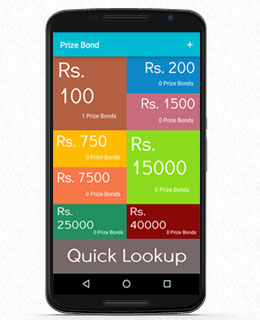 Prize Bond +
Rs.
100
1 Prize Bonds
Rs. 200
0 Prize Bonds
Rs. 1500
0 Prize Bonds
Rs. 750
0 Prize Bonds
Rs.
15000
0 Prize Bonds
Rs. 7500
0 Prize Bonds
Rs.
25000
0 Prize Bonds
Rs.
40000
0 Prize Bonds
Quick Lookup